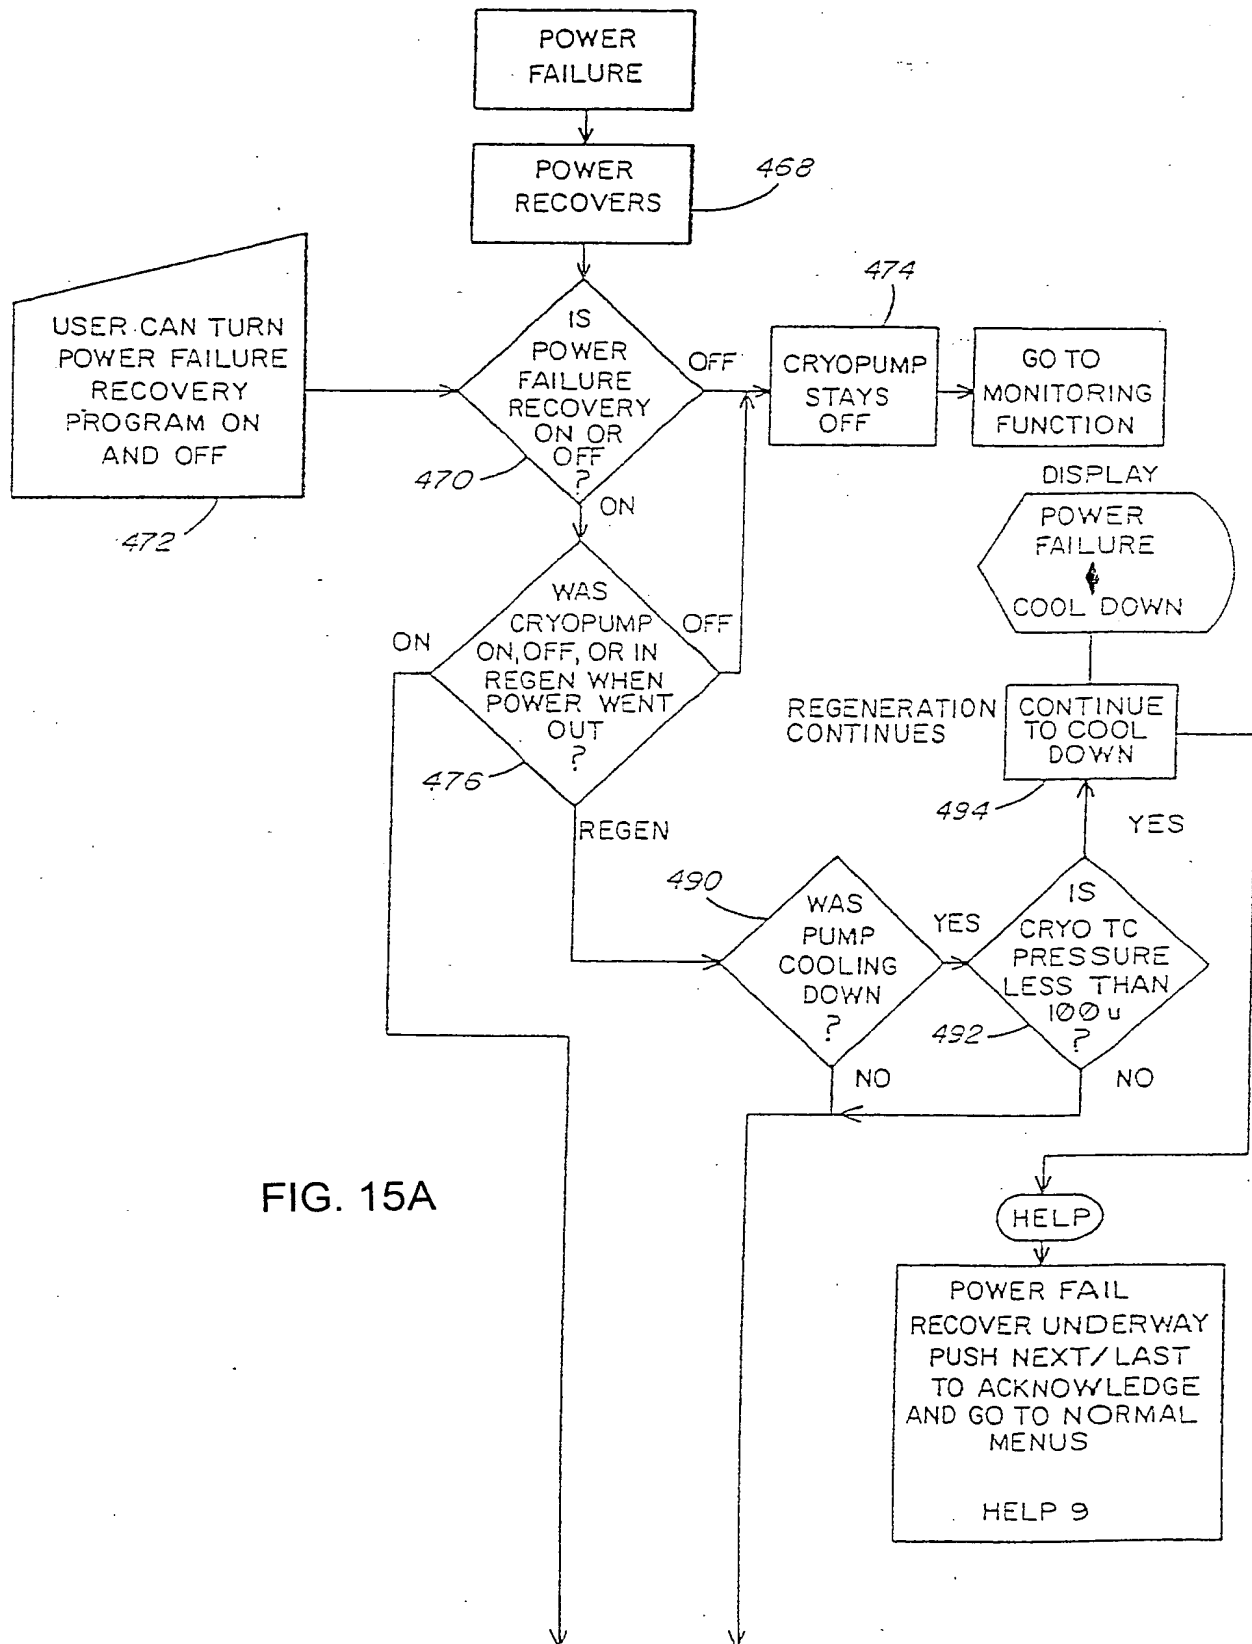 POWER
FAILURE
POWER
RECOVERS
468
USER CAN TURN
POWER FAILURE
RECOVERY
PROGRAM ON
AND OFF
472
IS
POWER
FAILURE
RECOVERY
ON OR
OFF
?
470
OFF
ON
474
CRYOPUMP
STAYS
OFF
GO TO
MONITORING
FUNCTION
DISPLAY
POWER
FAILURE
COOL DOWN
WAS
CRYOPUMP
ON, OFF, OR IN
REGEN WHEN
POWER WENT
OUT
?
476
ON
OFF
REGEN
REGENERATION
CONTINUES
CONTINUE
TO COOL
DOWN
494
YES
490
WAS
PUMP
COOLING
DOWN
?
YES
NO
IS
CRYO TC
PRESSURE
LESS THAN
100 u
?
492
NO
FIG. 15A
HELP
POWER FAIL
RECOVER UNDERWAY
PUSH NEXT/LAST
TO ACKNOWLEDGE
AND GO TO NORMAL
MENUS
HELP 9